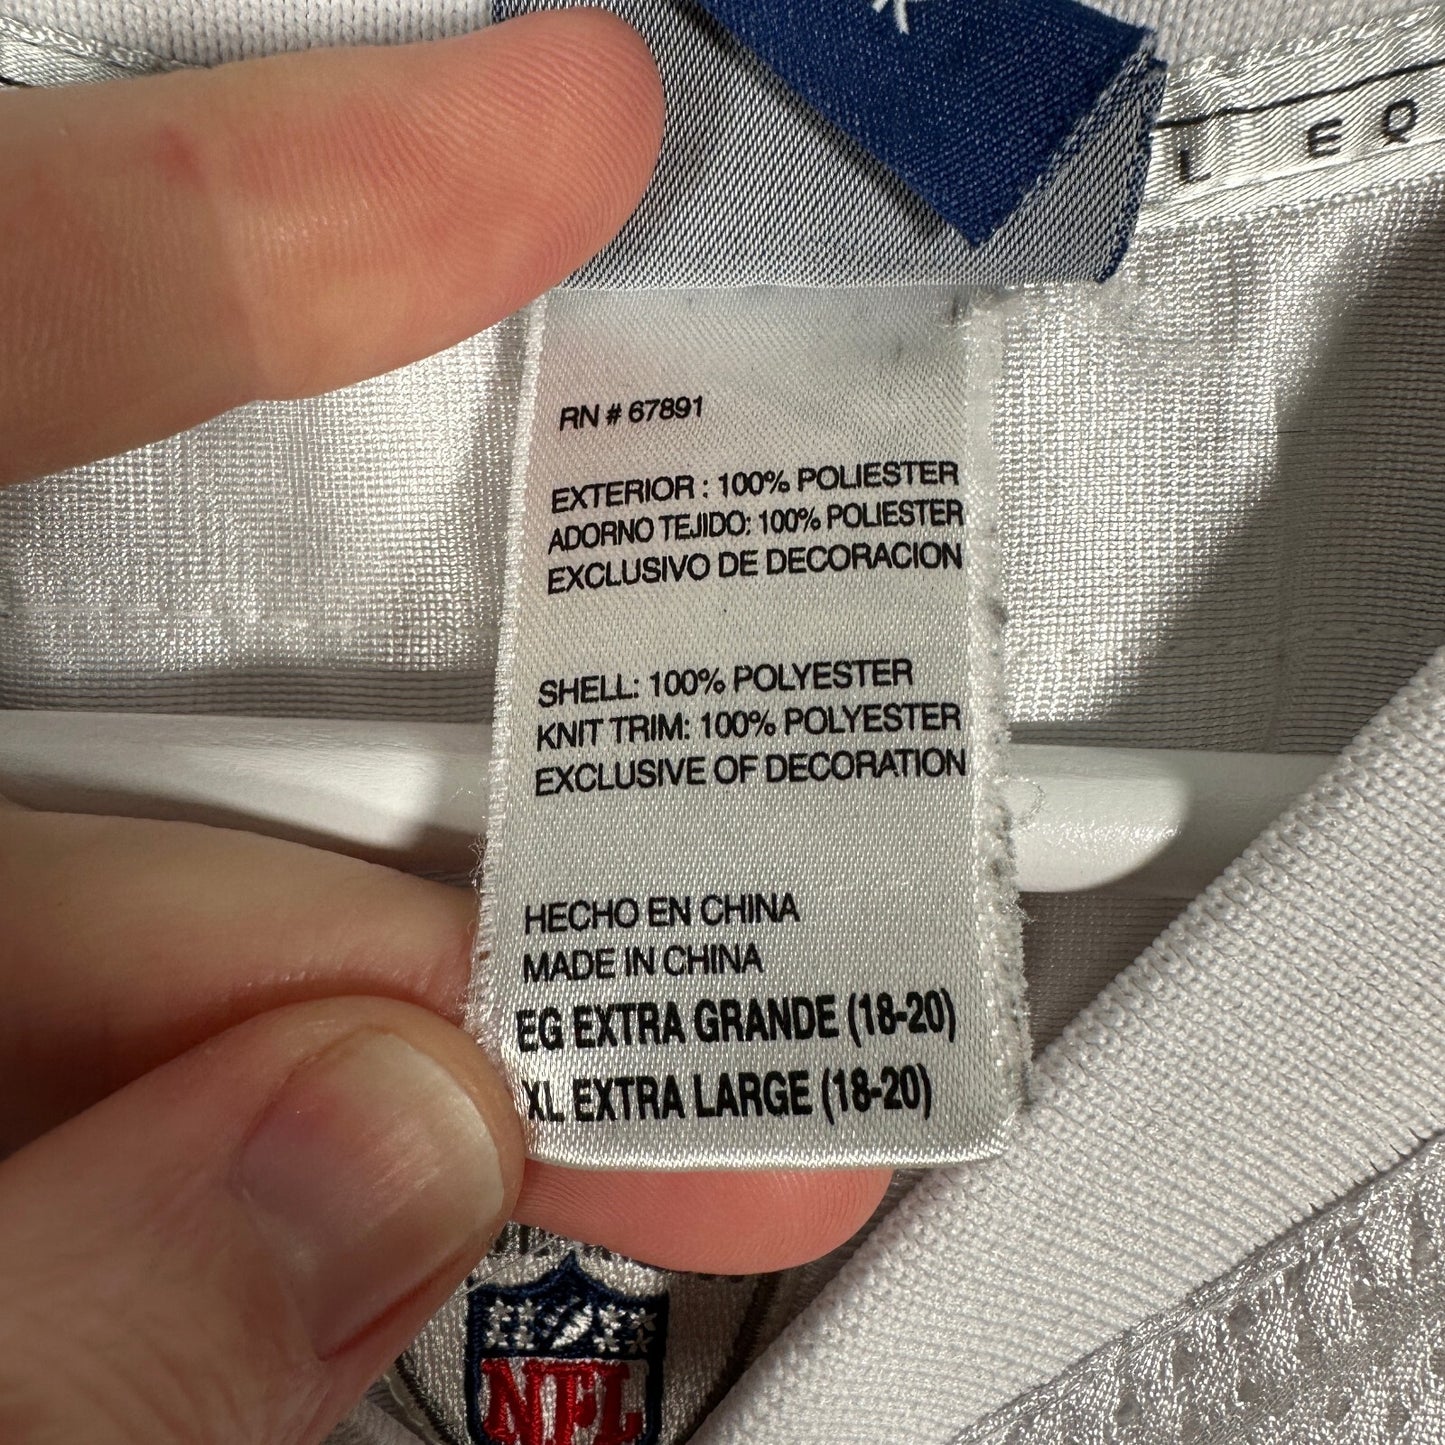 L EQ
RN # 67891
EXTERIOR : 100% POLIESTER
ADORNO TEJIDO: 100% POLIESTER
EXCLUSIVO DE DECORACION
SHELL: 100% POLYESTER
KNIT TRIM: 100% POLYESTER
EXCLUSIVE OF DECORATION
HECHO EN CHINA
MADE IN CHINA
EG EXTRA GRANDE (18-20)
XL EXTRA LARGE (18-20)
NFL